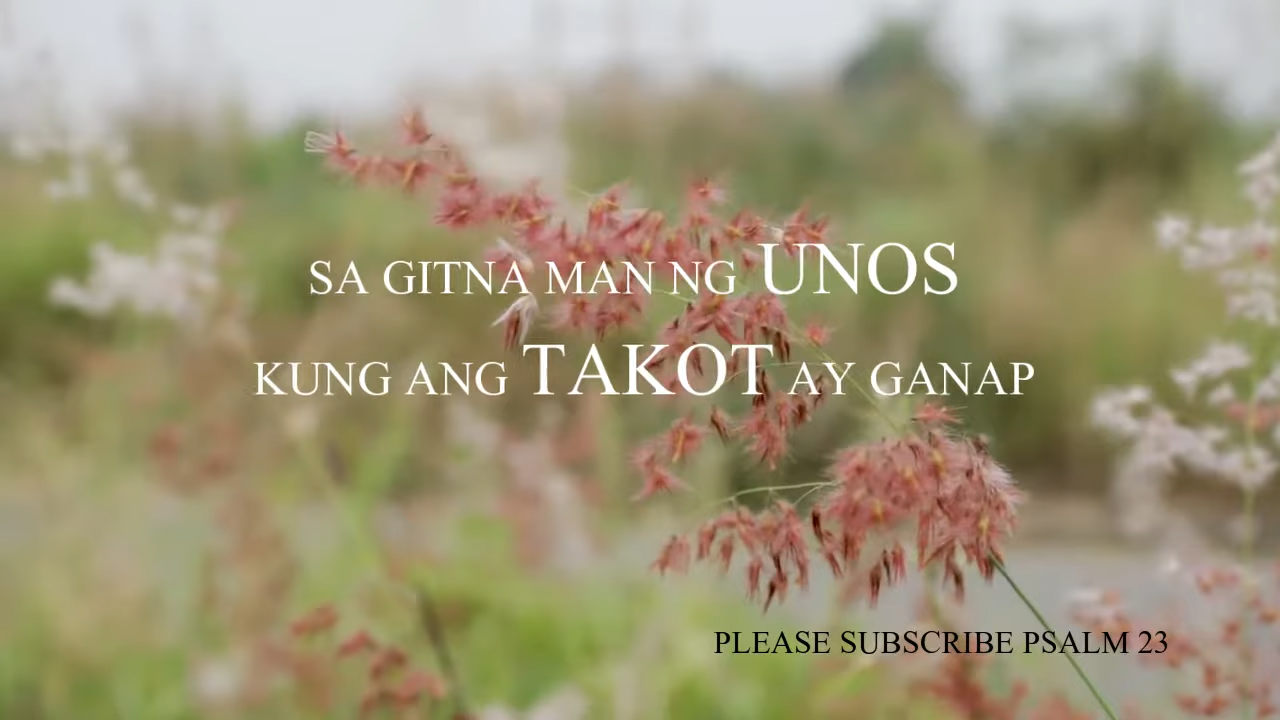 SA GITNA MAN NG UNOS
KUNG ANG TAKOT AY GANAP
PLEASE SUBSCRIBE PSALM 23